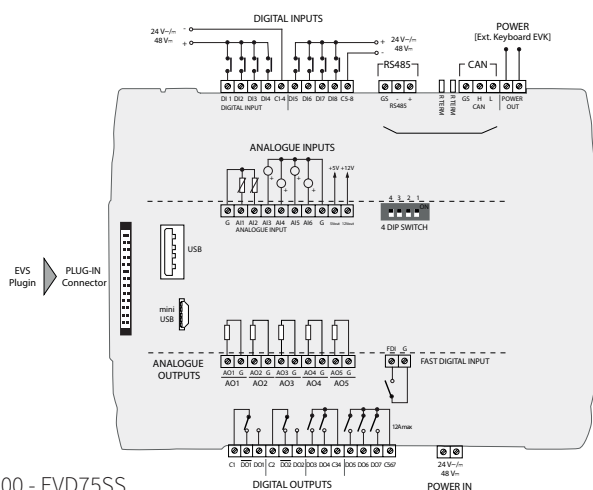 DIGITAL INPUTS
24 V~/⎓ -
48 V⎓ +
+ 24 V~/⎓
- 48 V⎓
POWER
[Ext. Keyboard EVK]
RS485
CAN
DI 1 DI2 DI3 DI4 C1-4 DI5 DI6 DI7 DI8 C5-8
DIGITAL INPUT
GS - +
RS485
R TERM
R TERM
GS H L
CAN
POWER
OUT
ANALOGUE INPUTS
+5V +12V
+ + + +
G AI1 AI2 AI3 AI4 AI5 AI6 G
ANALOGUE INPUT
4 3 2 1
ON
4 DIP SWITCH
USB
EVS
Plugin
PLUG-IN
Connector
mini
USB
ANALOGUE
OUTPUTS
AO1 G AO2 G AO3 G AO4 G AO5 G
AO1 AO2 AO3 AO4 AO5
FDI G
FAST DIGITAL INPUT
12Amax
C1 DO1 DO1 C2 DO2 DO2 DO3 DO4 C34 DO5 DO6 DO7 C567
DIGITAL OUTPUTS
24 V~/⎓
48 V⎓
POWER IN
00 - EVD75SS